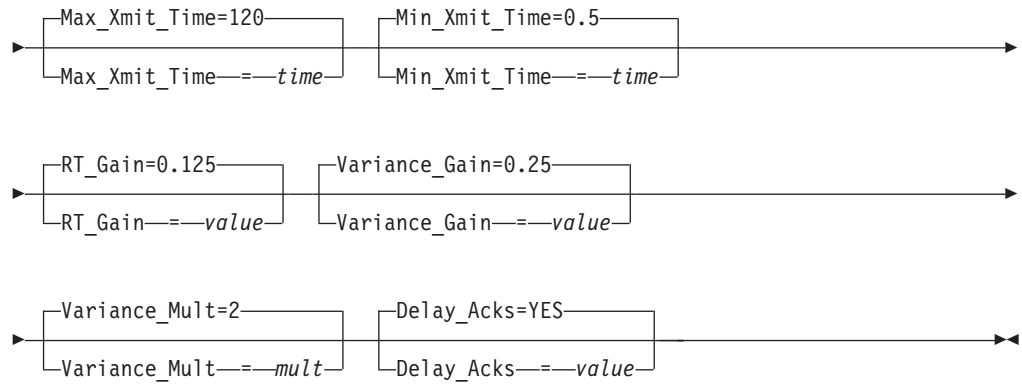 Max_Xmit_Time=120 Min_Xmit_Time=0.5
Max_Xmit_Time = time Min_Xmit_Time = time
RT_Gain=0.125 Variance_Gain=0.25
RT_Gain = value Variance_Gain = value
Variance_Mult=2 Delay_Acks=YES
Variance_Mult = mult Delay_Acks = value